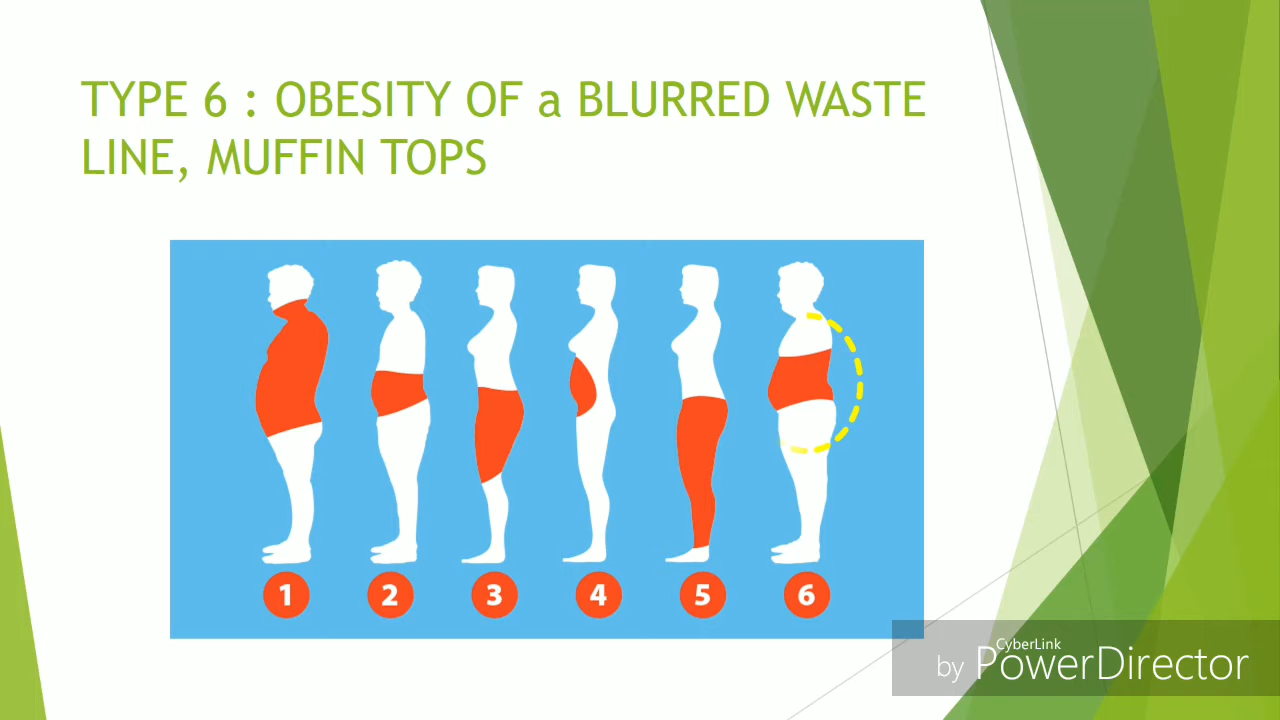 TYPE 6 : OBESITY OF a BLURRED WASTE
LINE, MUFFIN TOPS
1 2 3 4 5 6
CyberLink
by PowerDirector